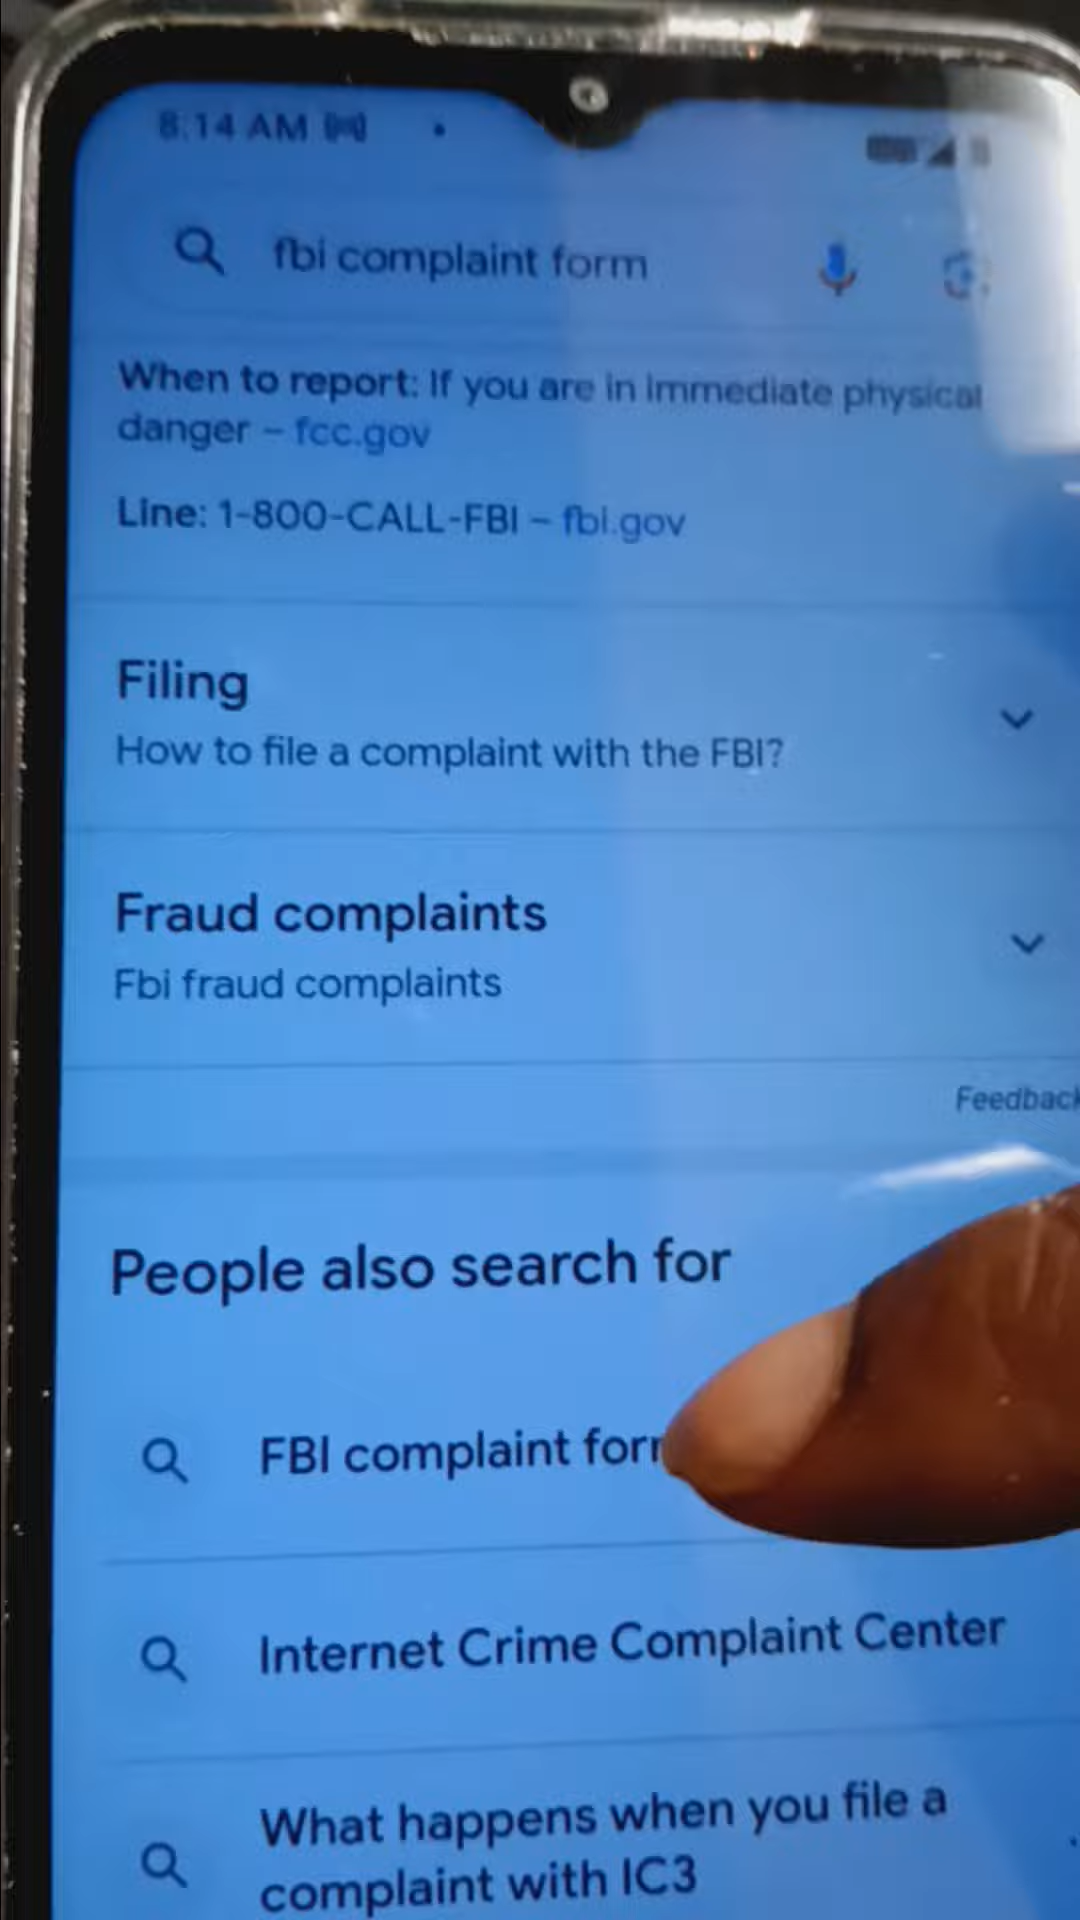 8:14 AM
fbi complaint form
When to report: If you are in immediate physical
danger – fcc.gov
Line: 1-800-CALL-FBI – fbi.gov
Filing
How to file a complaint with the FBI?
Fraud complaints
Fbi fraud complaints
Feedback
People also search for
FBI complaint for
Internet Crime Complaint Center
What happens when you file a
complaint with IC3